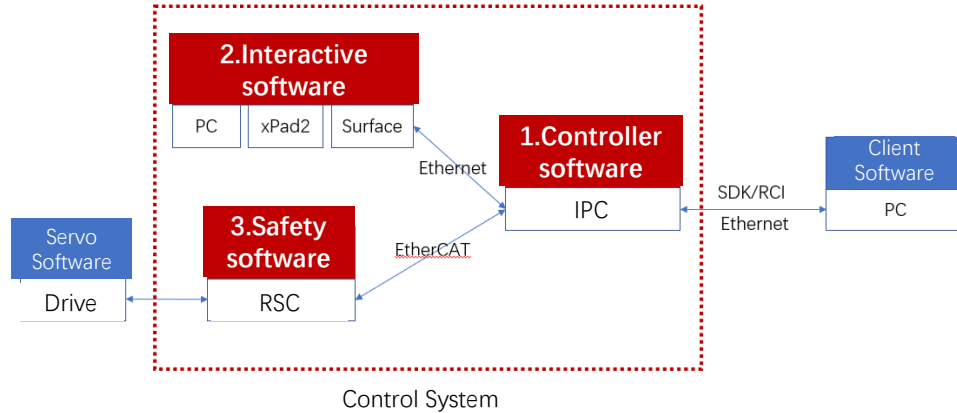 2.Interactive
software
PC
xPad2
Surface
Ethernet
1.Controller
software
IPC
SDK/RCI
Ethernet
Client
Software
PC
Servo
Software
Drive
3.Safety
software
RSC
EtherCAT
Control System